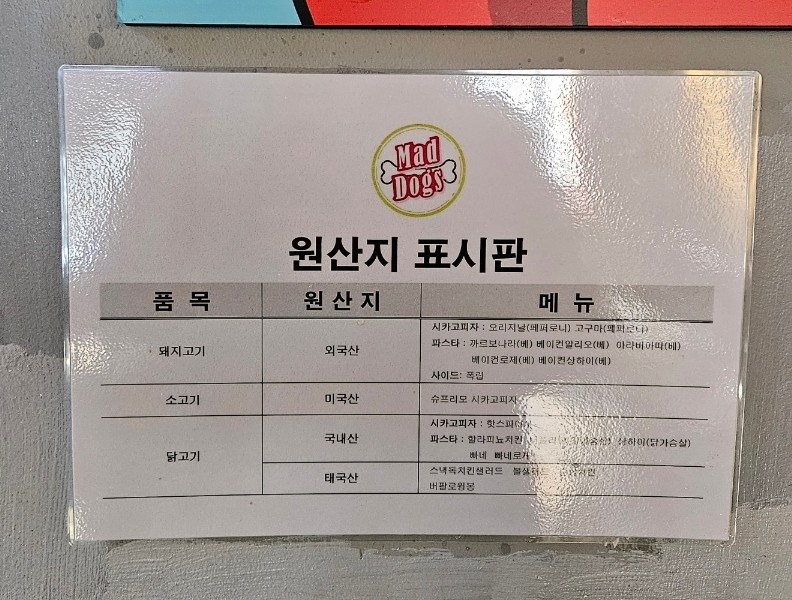 Mad
Dogs
원산지 표시판
품 목 원 산 지 메 뉴
돼지고기 외국산
시카고피자 : 오리지널(페퍼로니) 고구마(페퍼로니)
파스타 : 까르보나라(베) 베이컨알리오(베) 아라비아따(베)
베이컨로제(베) 베이컨상하이(베)
사이드: 폭립
소고기 미국산 슈프리모 시카고피자
닭고기 국내산
시카고피자 :
파스타 : 할라피뇨치킨 상하이(닭가슴살)
빠네
태국산
스낵목치킨샐러드
버팔로윙봉